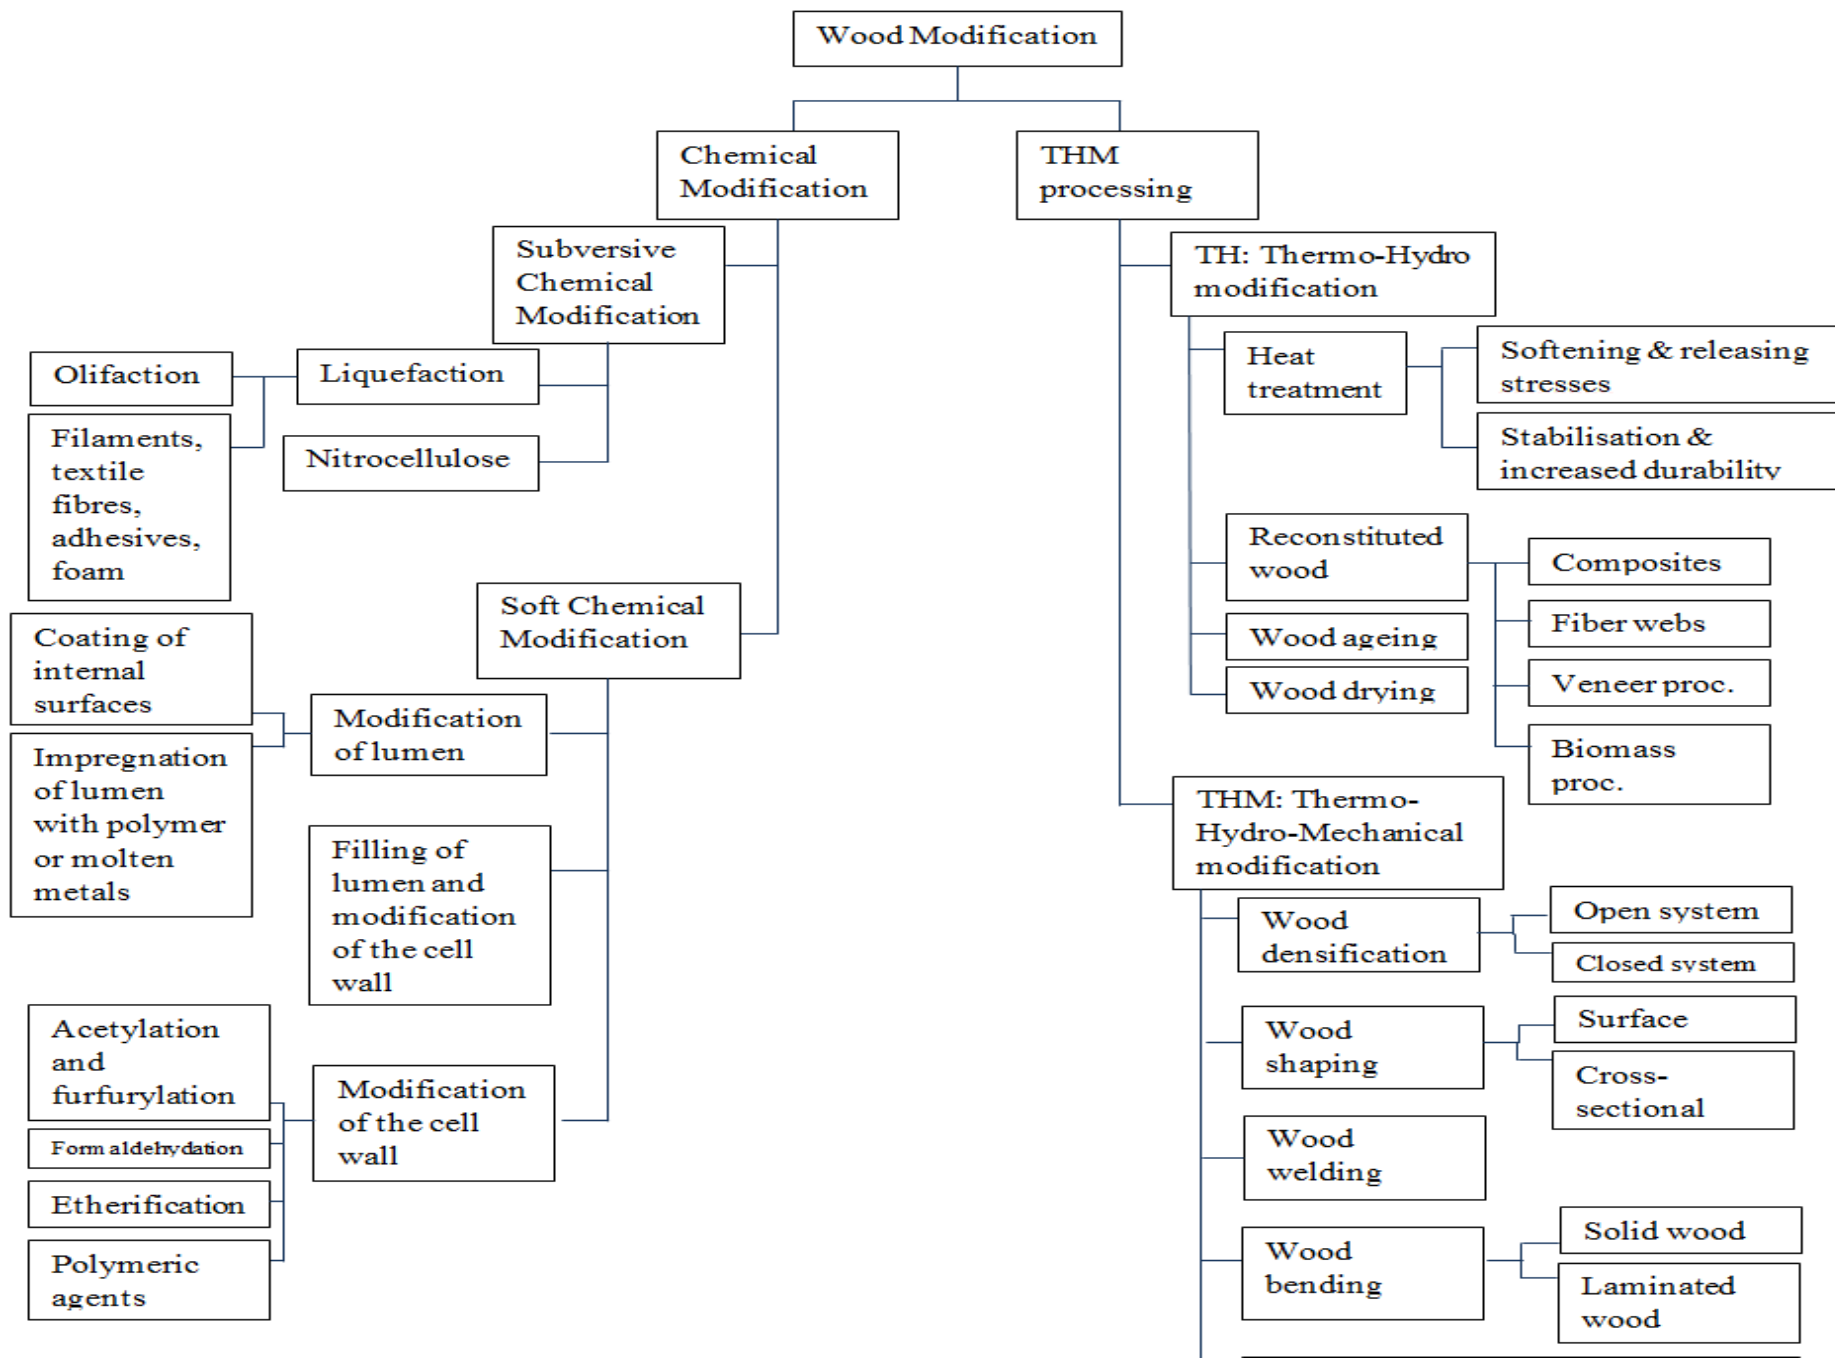 Wood Modification
Chemical
Modification
THM
processing
Subversive
Chemical
Modification
TH: Thermo-Hydro
modification
Olifaction
Liquefaction
Heat
treatment
Softening & releasing
stresses
Filaments,
textile
fibres,
adhesives,
foam
Nitrocellulose
Stabilisation &
increased durability
Reconstituted
wood
Composites
Fiber webs
Veneer proc.
Biomass
proc.
Wood ageing
Wood drying
Soft Chemical
Modification
Coating of
internal
surfaces
Modification
of lumen
Impregnation
of lumen
with polymer
or molten
metals
THM: Thermo-
Hydro-Mechanical
modification
Filling of
lumen and
modification
of the cell
wall
Wood
densification
Open system
Closed system
Acetylation
and
furfurylation
Modification
of the cell
wall
Formaldehydation
Etherification
Polymeric
agents
Wood
shaping
Surface
Cross-
sectional
Wood
welding
Wood
bending
Solid wood
Laminated
wood